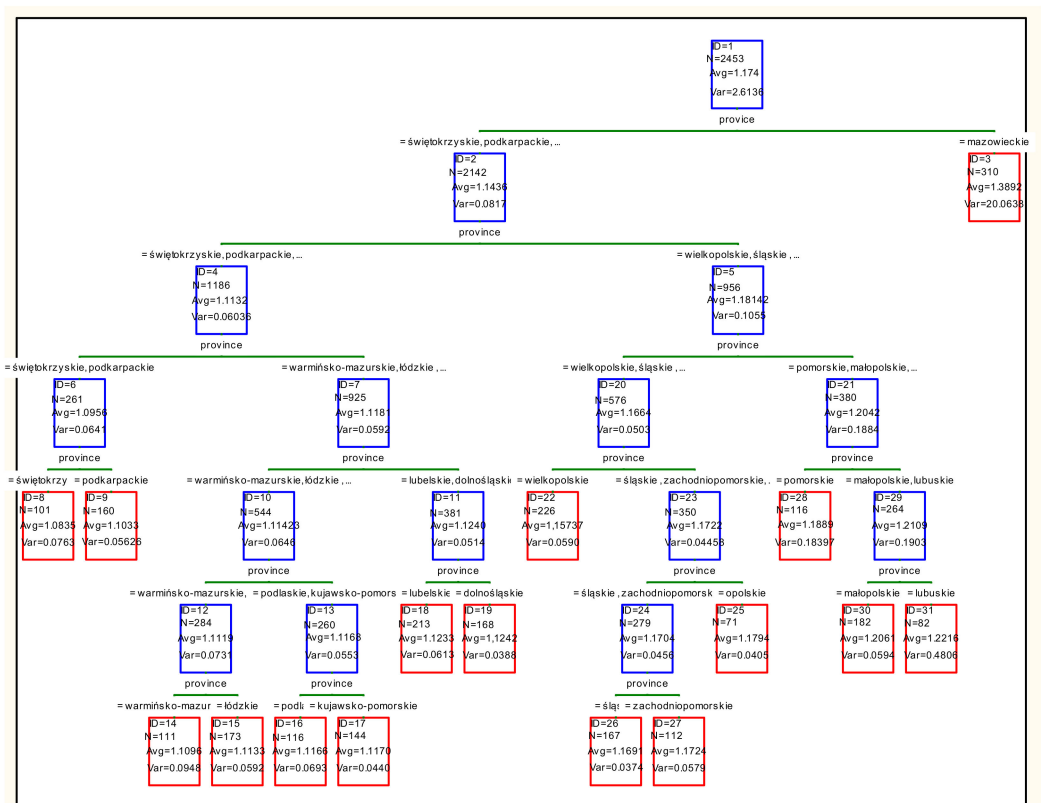 ID=1
N=2453
Avg=1.174
Var=2.6136
provice
= świętokrzyskie,podkarpackie,...
= mazowieckie
ID=2
N=2142
Avg=1.1436
Var=0.0817
province
ID=3
N=310
Avg=1.3892
Var=20.0638
= świętokrzyskie,podkarpackie,...
= wielkopolskie,śląskie ,...
ID=4
N=1186
Avg=1.1132
Var=0.06036
province
ID=5
N=956
Avg=1.18142
Var=0.1055
province
= świętokrzyskie,podkarpackie
= warmińsko-mazurskie,łódzkie ,...
= wielkopolskie,śląskie ,...
= pomorskie,małopolskie,...
ID=6
N=261
Avg=1.0956
Var=0.0641
province
ID=7
N=925
Avg=1.1181
Var=0.0592
province
ID=20
N=576
Avg=1.1664
Var=0.0503
province
ID=21
N=380
Avg=1.2042
Var=0.1884
province
= świętokrzy
= podkarpackie
= warmińsko-mazurskie,łódzkie ,...
= lubelskie,dolnośląski
= wielkopolskie
= śląskie ,zachodniopomorskie,.
= pomorskie
= małopolskie,lubuskie
ID=8
N=101
Avg=1.0835
Var=0.0763
ID=9
N=160
Avg=1.1033
Var=0.05626
ID=10
N=544
Avg=1.11423
Var=0.0646
province
ID=11
N=381
Avg=1.1240
Var=0.0514
province
ID=22
N=226
Avg=1,15737
Var=0.0590
ID=23
N=350
Avg=1.1722
Var=0.04458
province
ID=28
N=116
Avg=1.1889
Var=0.18397
ID=29
N=264
Avg=1.2109
Var=0.1903
province
= warmińsko-mazurskie,
= podlaskie,kujawsko-pomors
= lubelskie
= dolnośląskie
= śląskie ,zachodniopomorsk
= opolskie
= małopolskie
= lubuskie
ID=12
N=284
Avg=1.1119
Var=0.0731
province
ID=13
N=260
Avg=1.1168
Var=0.0553
province
ID=18
N=213
Avg=1.1233
Var=0.0613
ID=19
N=168
Avg=1,1242
Var=0.0388
ID=24
N=279
Avg=1.1704
Var=0.0456
province
ID=25
N=71
Avg=1.1794
Var=0.0405
ID=30
N=182
Avg=1.2061
Var=0.0594
ID=31
N=82
Avg=1.2216
Var=0.4806
= warmińsko-mazur
= łódzkie
= podl
= kujawsko-pomorskie
= śląs
= zachodniopomorskie
ID=14
N=111
Avg=1.1096
Var=0.0948
ID=15
N=173
Avg=1.1133
Var=0.0592
ID=16
N=116
Avg=1.1166
Var=0.0693
ID=17
N=144
Avg=1.1170
Var=0.0440
ID=26
N=167
Avg=1.1691
Var=0.0374
ID=27
N=112
Avg=1.1724
Var=0.0579